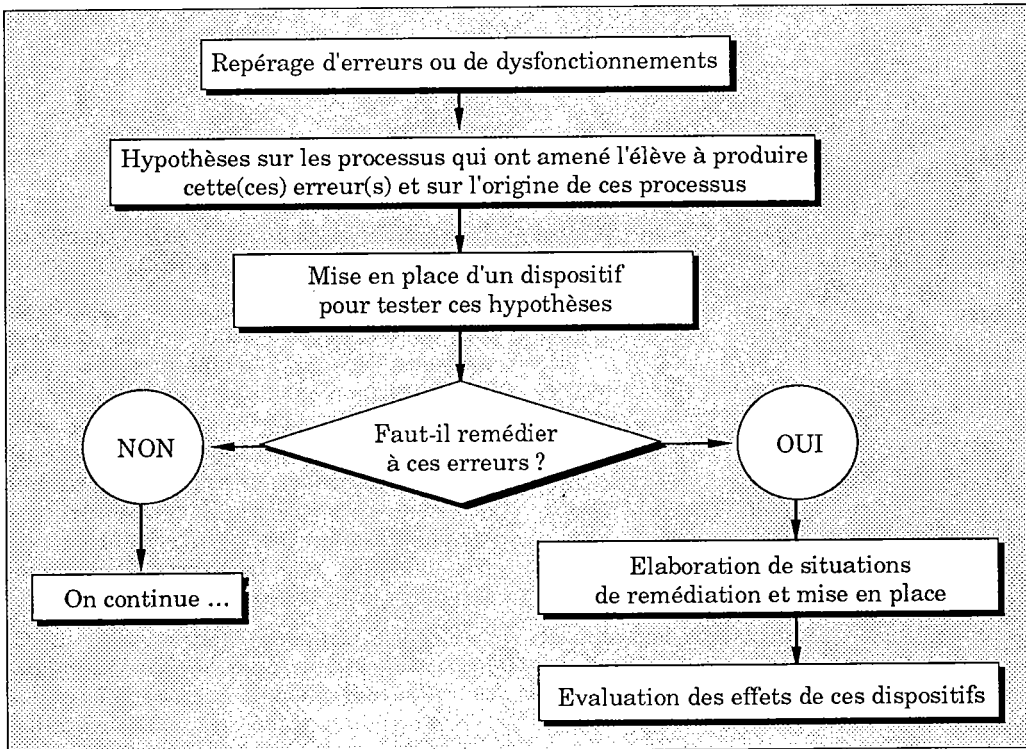 Repérage d'erreurs ou de dysfonctionnements
Hypothèses sur les processus qui ont amené l'élève à produire
cette(ces) erreur(s) et sur l'origine de ces processus
Mise en place d'un dispositif
pour tester ces hypothèses
Faut-il remédier
à ces erreurs ?
NON
OUI
On continue ...
Elaboration de situations
de remédiation et mise en place
Evaluation des effets de ces dispositifs